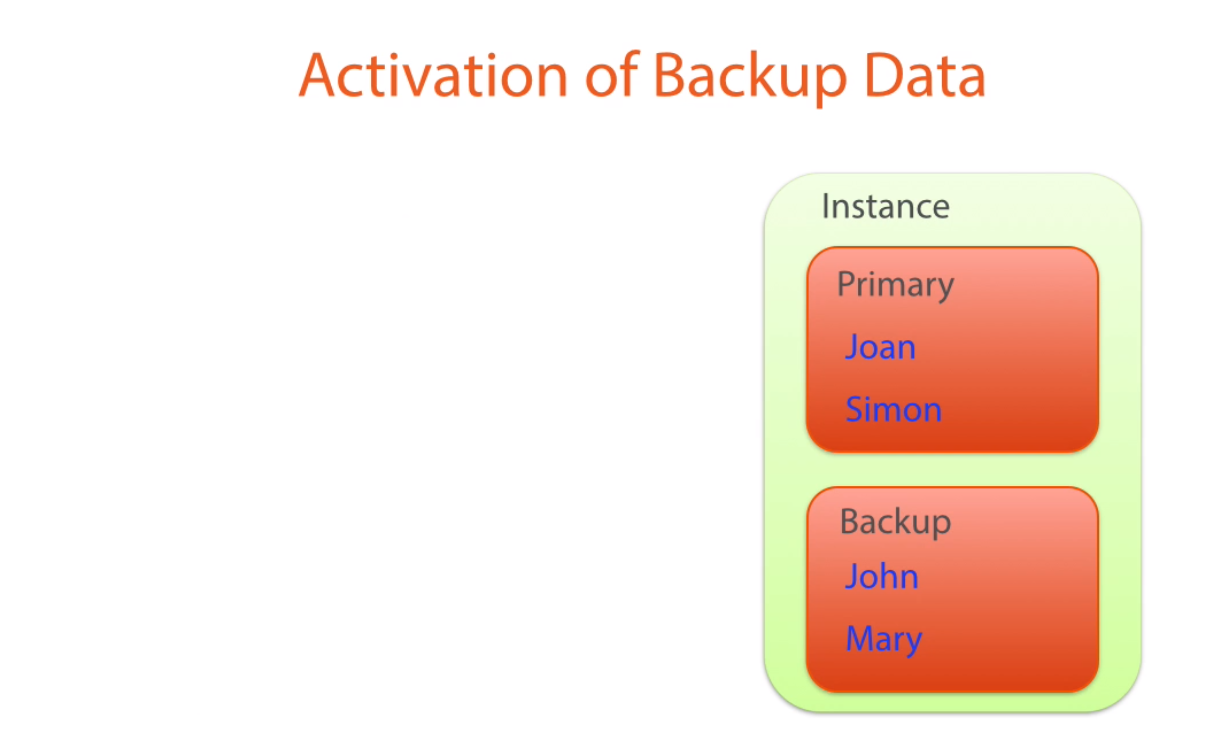 Activation of Backup Data
Instance
Primary
Joan
Simon
Backup
John
Mary